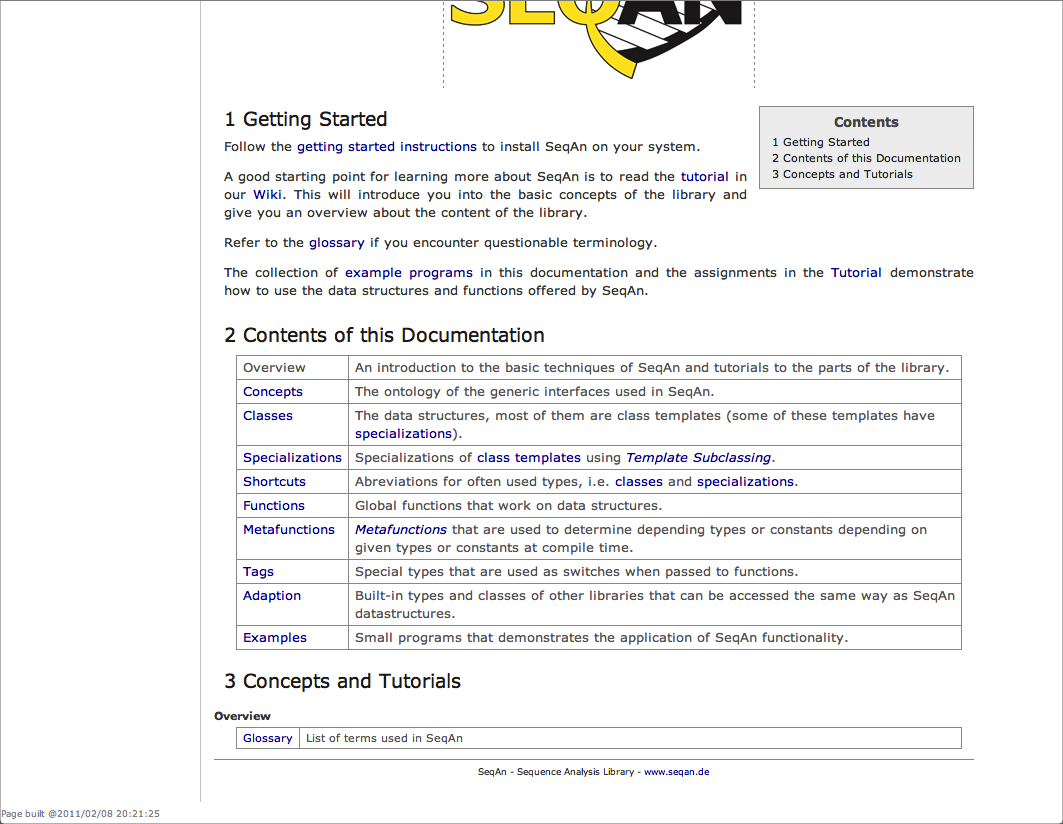 SEQAN
1 Getting Started
Follow the getting started instructions to install SeqAn on your system.
A good starting point for learning more about SeqAn is to read the tutorial in
our Wiki. This will introduce you into the basic concepts of the library and
give you an overview about the content of the library.
Refer to the glossary if you encounter questionable terminology.
The collection of example programs in this documentation and the assignments in the Tutorial demonstrate
how to use the data structures and functions offered by SeqAn.
Contents
1 Getting Started
2 Contents of this Documentation
3 Concepts and Tutorials
2 Contents of this Documentation
Overview An introduction to the basic techniques of SeqAn and tutorials to the parts of the library.
Concepts The ontology of the generic interfaces used in SeqAn.
Classes The data structures, most of them are class templates (some of these templates have
specializations).
Specializations Specializations of class templates using Template Subclassing.
Shortcuts Abreviations for often used types, i.e. classes and specializations.
Functions Global functions that work on data structures.
Metafunctions Metafunctions that are used to determine depending types or constants depending on
given types or constants at compile time.
Tags Special types that are used as switches when passed to functions.
Adaption Built-in types and classes of other libraries that can be accessed the same way as SeqAn
datastructures.
Examples Small programs that demonstrates the application of SeqAn functionality.
3 Concepts and Tutorials
Overview
Glossary List of terms used in SeqAn
SeqAn - Sequence Analysis Library - www.seqan.de
Page built @2011/02/08 20:21:25